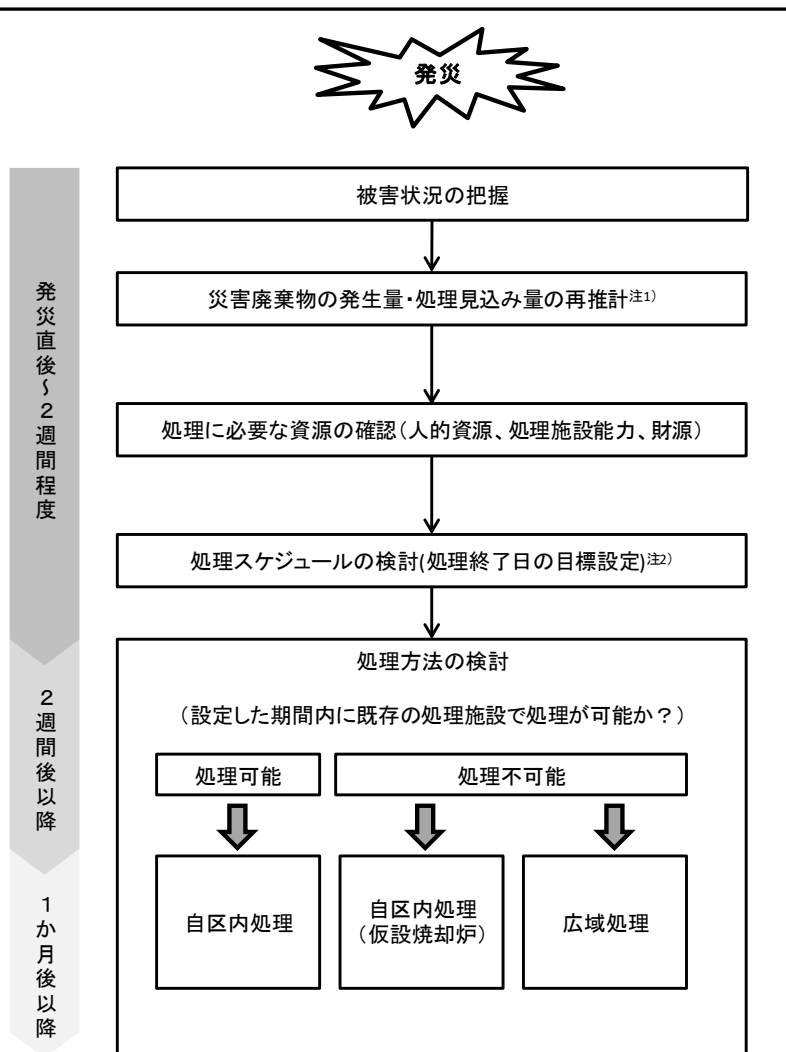 発災
被害状況の把握
災害廃棄物の発生量・処理見込み量の再推計注1)
処理に必要な資源の確認(人的資源、処理施設能力、財源)
処理スケジュールの検討(処理終了日の目標設定)注2)
発災直後~2週間程度
処理方法の検討
(設定した期間内に既存の処理施設で処理が可能か?)
2週間後以降
処理可能
処理不可能
自区内処理
自区内処理
(仮設焼却炉)
広域処理
1か月後以降